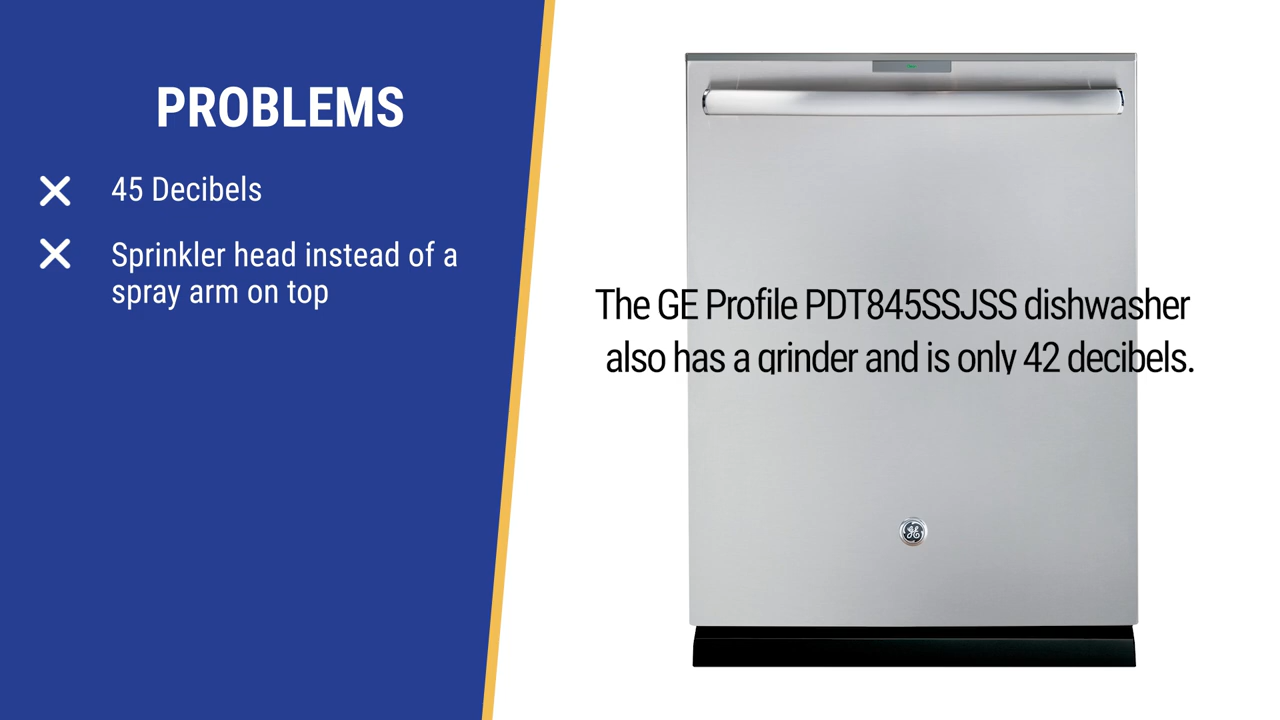 PROBLEMS
45 Decibels
Sprinkler head instead of a
spray arm on top
The GE Profile PDT845SSJSS dishwasher
also has a grinder and is only 42 decibels.
GE